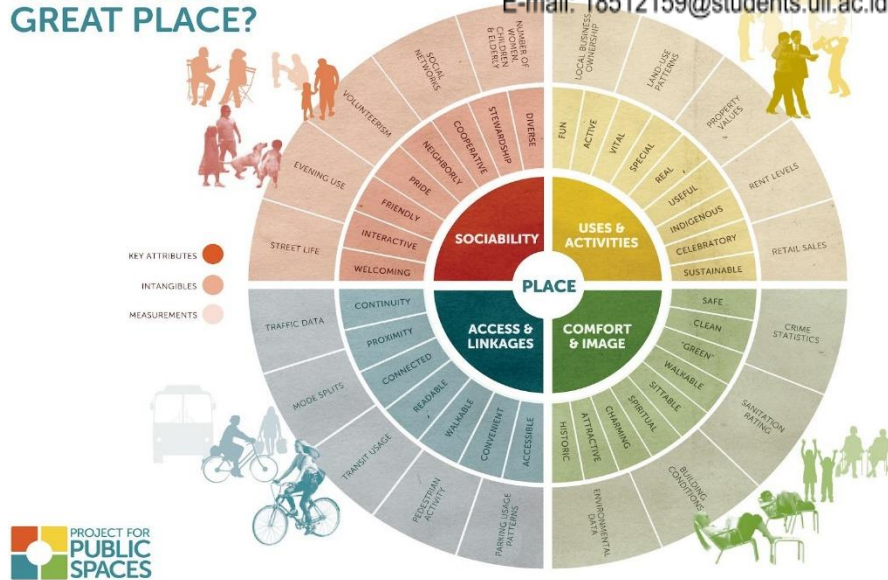 GREAT PLACE?
E-mail: 18512159@students.uii.ac.id
KEY ATTRIBUTES
INTANGIBLES
MEASUREMENTS
PLACE
SOCIABILITY
USES &
ACTIVITIES
ACCESS &
LINKAGES
COMFORT
& IMAGE
WELCOMING
INTERACTIVE
FRIENDLY
PRIDE
NEIGHBORLY
COOPERATIVE
STEWARDSHIP
DIVERSE
STREET LIFE
EVENING USE
VOLUNTEERISM
SOCIAL
NETWORKS
NUMBER OF
WOMEN,
CHILDREN
& ELDERLY
FUN
ACTIVE
VITAL
SPECIAL
REAL
USEFUL
INDIGENOUS
CELEBRATORY
SUSTAINABLE
LOCAL BUSINESS
OWNERSHIP
LAND-USE
PATTERNS
PROPERTY
VALUES
RENT LEVELS
RETAIL SALES
SAFE
CLEAN
"GREEN"
WALKABLE
SITTABLE
SPIRITUAL
CHARMING
ATTRACTIVE
HISTORIC
CRIME
STATISTICS
SANITATION
RATING
BUILDING
CONDITIONS
ENVIRONMENTAL
DATA
CONTINUITY
PROXIMITY
CONNECTED
READABLE
WALKABLE
CONVENIENT
ACCESSIBLE
TRAFFIC DATA
MODE SPLITS
TRANSIT USAGE
PEDESTRIAN
ACTIVITY
PARKING USAGE
PATTERNS
PROJECT FOR
PUBLIC
SPACES